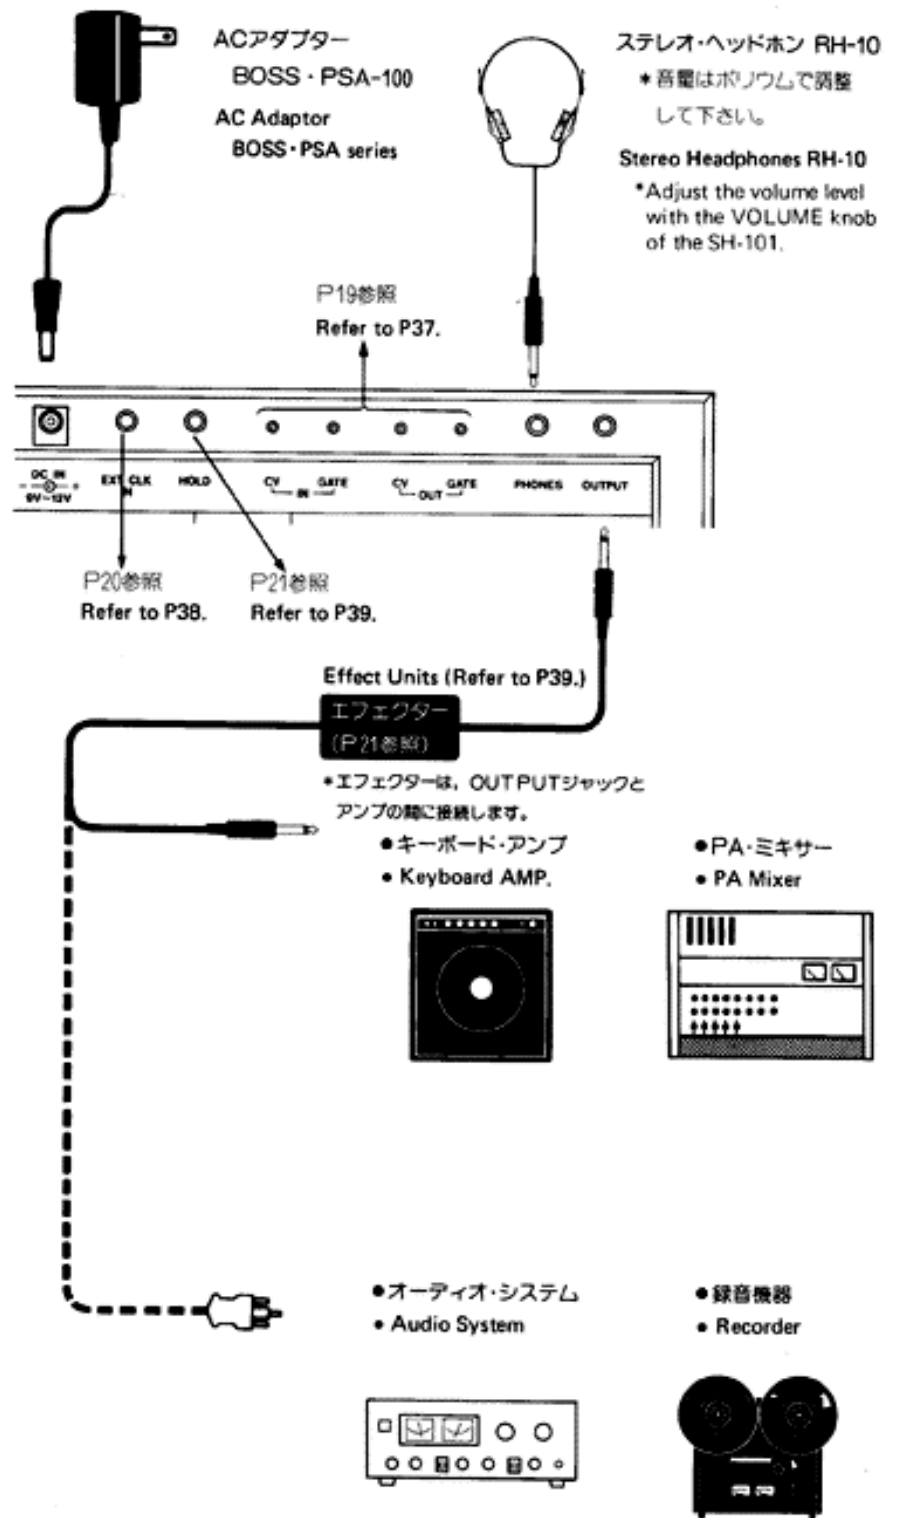 ACアダプター
BOSS・PSA-100
AC Adaptor
BOSS・PSA series
ステレオ・ヘッドホン RH-10
*音量はボリウムで調整
して下さい。
Stereo Headphones RH-10
*Adjust the volume level
with the VOLUME knob
of the SH-101.
P19参照
Refer to P37.
DC IN
- +
9V~12V
EXT CLK
IN
HOLD
CV GATE
IN
CV GATE
OUT
PHONES
OUTPUT
P20参照
Refer to P38.
P21参照
Refer to P39.
Effect Units (Refer to P39.)
エフェクター
(P21参照)
*エフェクターは,OUTPUTジャックと
アンプの間に接続します。
●キーボード・アンプ
● Keyboard AMP.
●PA・ミキサー
● PA Mixer
●オーディオ・システム
● Audio System
●録音機器
● Recorder